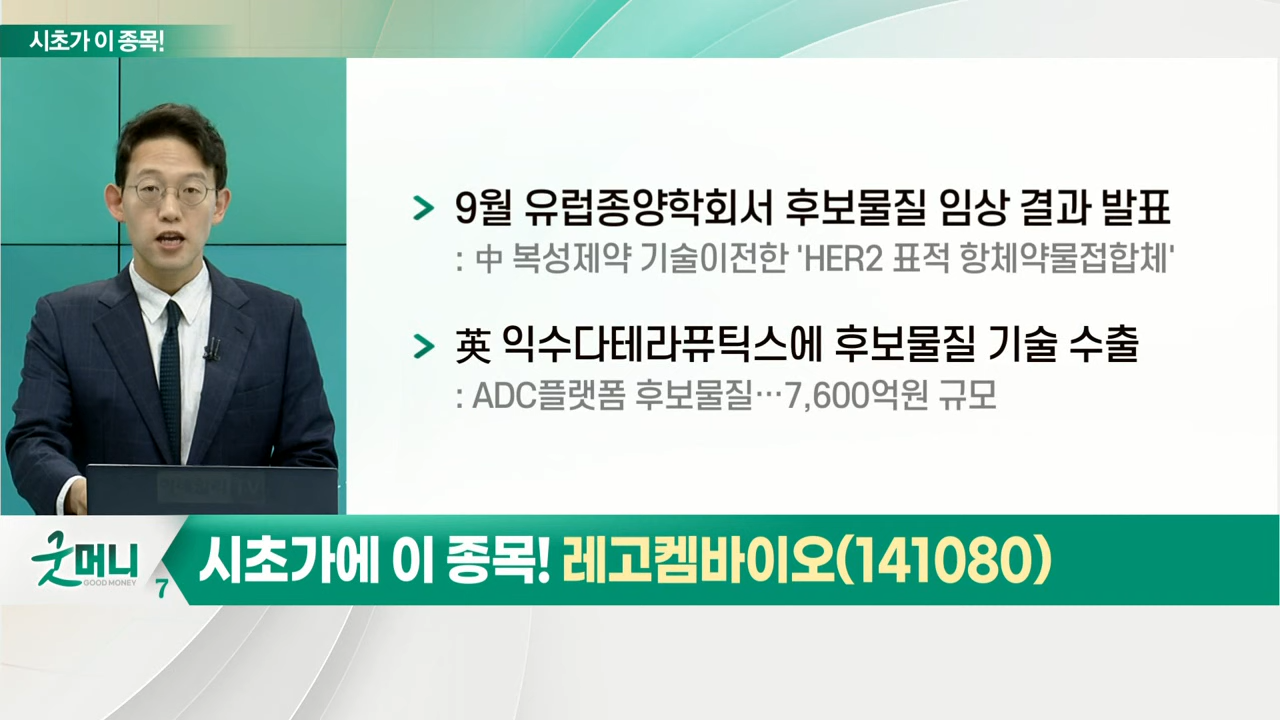 시초가 이 종목!
9월 유럽종양학회서 후보물질 임상 결과 발표
: 中 복성제약 기술이전한 'HER2 표적 항체약물접합체'
英 익수다테라퓨틱스에 후보물질 기술 수출
: ADC플랫폼 후보물질…7,600억원 규모
굿머니
GOOD MONEY
7
시초가에 이 종목! 레고켐바이오(141080)